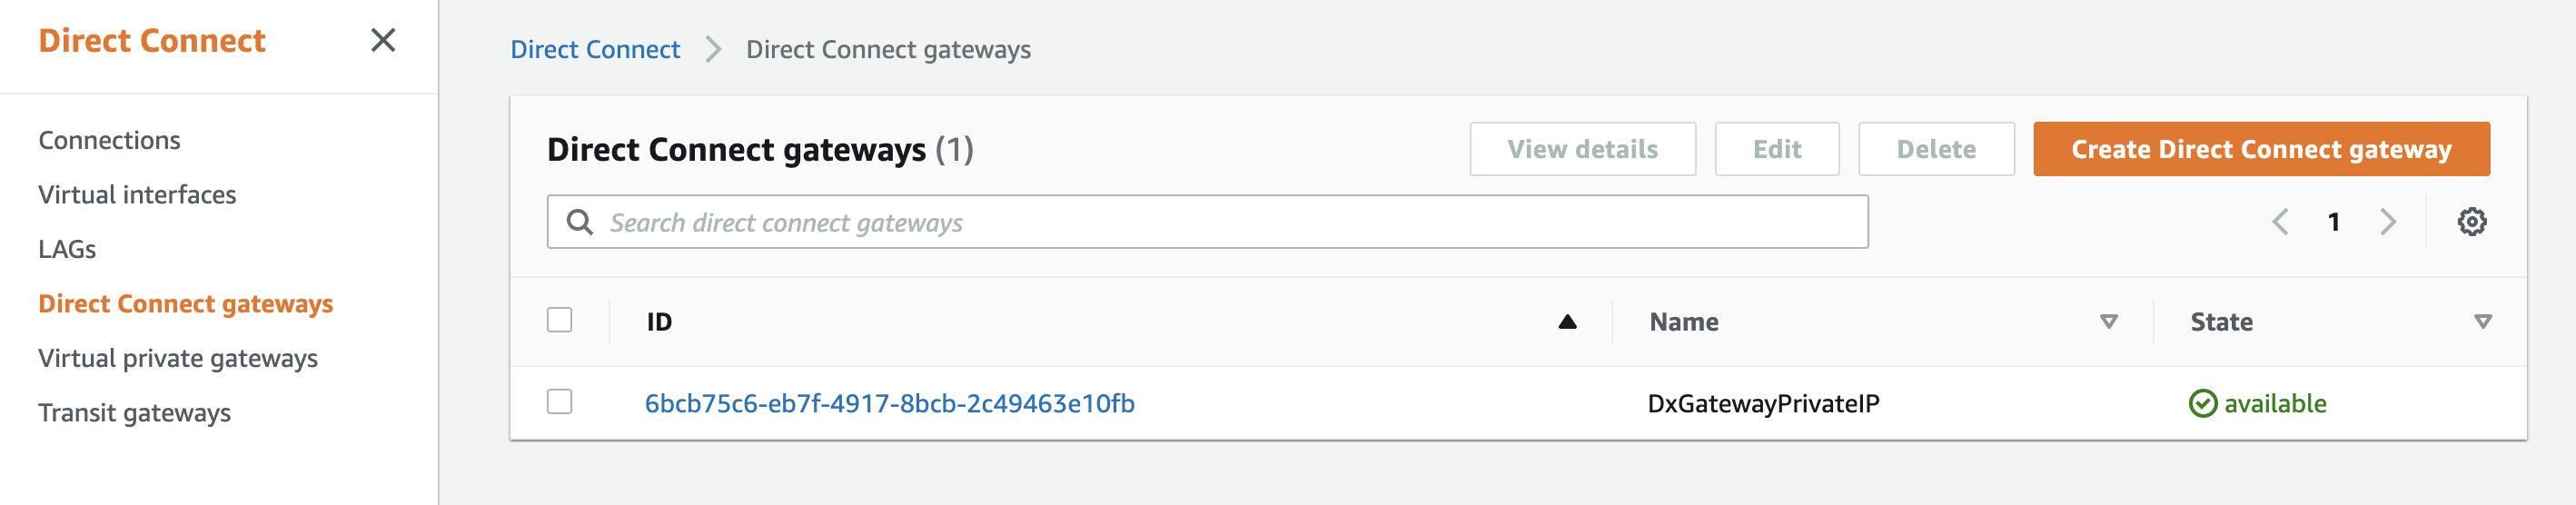 Direct Connect
Connections
Virtual interfaces
LAGs
Direct Connect gateways
Virtual private gateways
Transit gateways
Direct Connect > Direct Connect gateways
Direct Connect gateways (1)
View details
Edit
Delete
Create Direct Connect gateway
Search direct connect gateways
1
ID Name State
6bcb75c6-eb7f-4917-8bcb-2c49463e10fb DxGatewayPrivateIP available